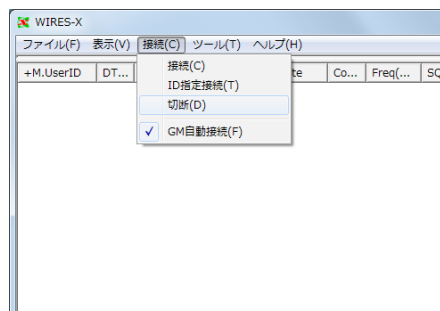 WIRES-X
ファイル(F) 表示(V) 接続(C) ツール(T) ヘルプ(H)
+M.UserID DT... te Co... Freq(... SQ
接続(C)
ID指定接続(T)
切断(D)
✓ GM自動接続(F)